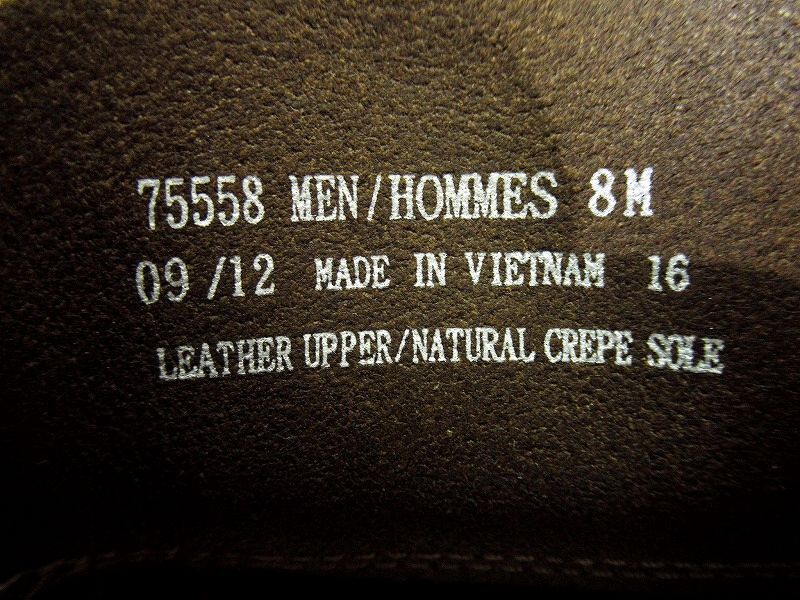 75558 MEN/HOMMES 8M
09/12 MADE IN VIETNAM 16
LEATHER UPPER/NATURAL CREPE SOLE